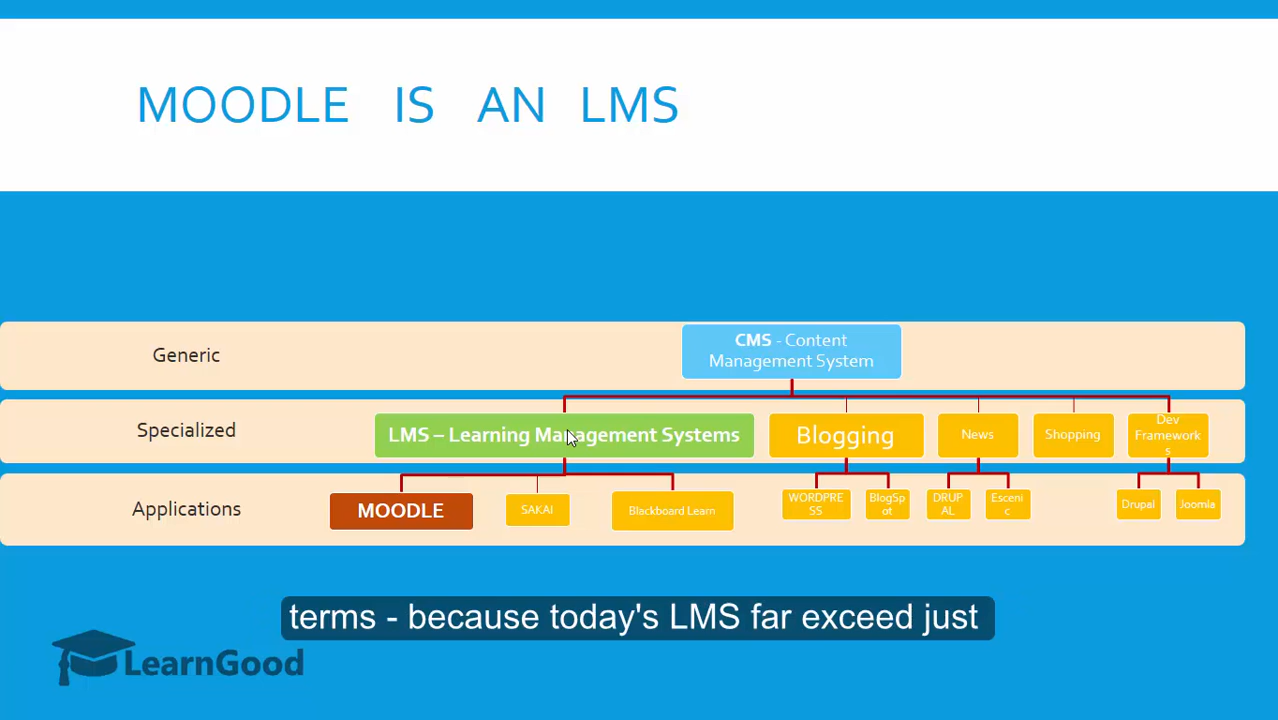 MOODLE IS AN LMS
Generic
CMS - Content
Management System
Specialized
LMS – Learning Management Systems
Blogging
News
Shopping
Dev
Framework
s
Applications
MOODLE
SAKAI
Blackboard Learn
WORDPRE
SS
BlogSp
ot
DRUP
AL
Esceni
c
Drupal
Joomla
terms - because today's LMS far exceed just
LearnGood